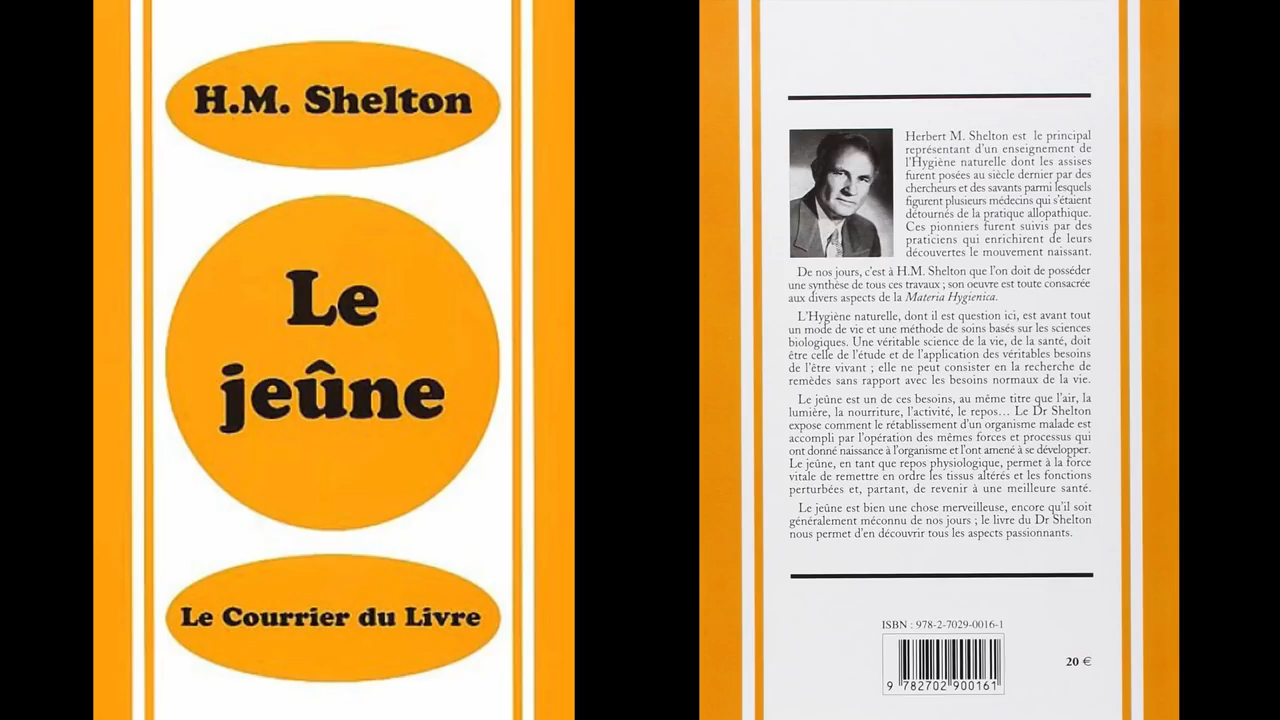 H.M. Shelton
Le
jeûne
Le Courrier du Livre
Herbert M. Shelton est le principal
représentant d'un enseignement de
l'Hygiène naturelle dont les assises
furent posées au siècle dernier par des
chercheurs et des savants parmi lesquels
figurent plusieurs médecins qui s'étaient
détournés de la pratique allopathique.
Ces pionniers furent suivis par des
praticiens qui enrichirent de leurs
découvertes le mouvement naissant.
De nos jours, c'est à H.M. Shelton que l'on doit de posséder
une synthèse de tous ces travaux ; son oeuvre est toute consacrée
aux divers aspects de la Materia Hygienica.
L'Hygiène naturelle, dont il est question ici, est avant tout
un mode de vie et une méthode de soins basés sur les sciences
biologiques. Une véritable science de la vie, de la santé, doit
être celle de l'étude et de l'application des véritables besoins
de l'être vivant ; elle ne peut consister en la recherche de
remèdes sans rapport avec les besoins normaux de la vie.
Le jeûne est un de ces besoins, au même titre que l'air, la
lumière, la nourriture, l'activité, le repos... Le Dr Shelton
expose comment le rétablissement d'un organisme malade est
accompli par l'opération des mêmes forces et processus qui
ont donné naissance à l'organisme et l'ont amené à se développer.
Le jeûne, en tant que repos physiologique, permet à la force
vitale de remettre en ordre les tissus altérés et les fonctions
perturbées et, partant, de revenir à une meilleure santé.
Le jeûne est bien une chose merveilleuse, encore qu'il soit
généralement méconnu de nos jours ; le livre du Dr Shelton
nous permet d'en découvrir tous les aspects passionnants.
ISBN : 978-2-7029-0016-1
20 €
9 782702 900161